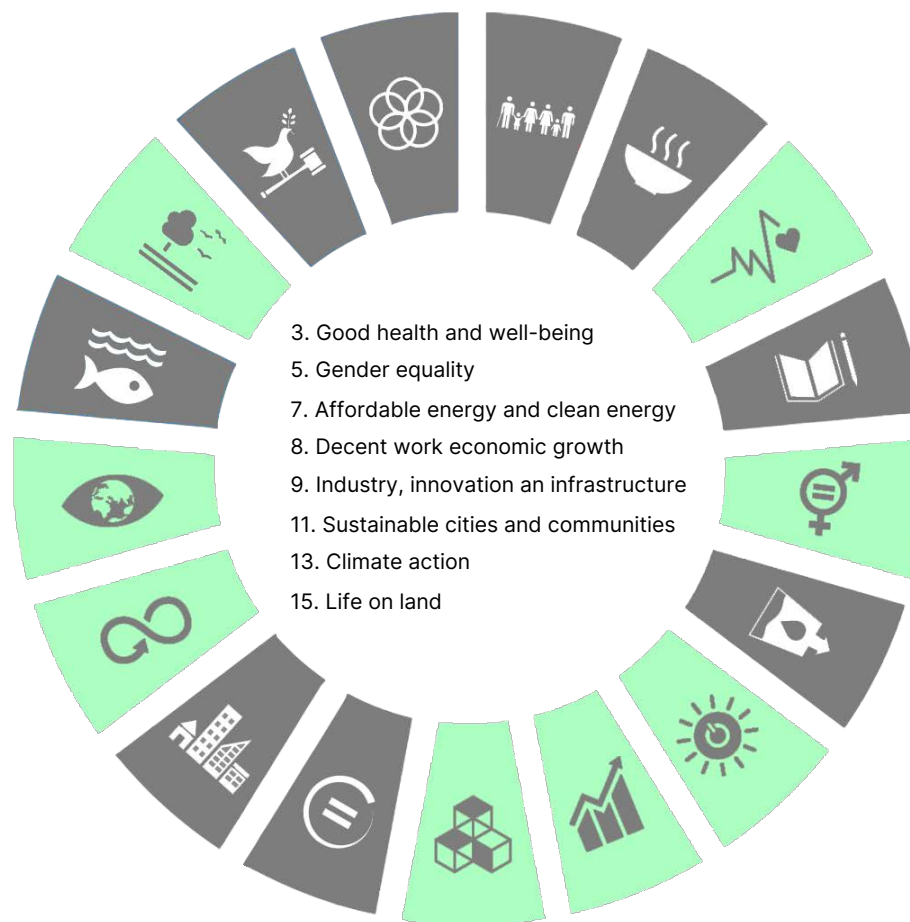 3. Good health and well-being
5. Gender equality
7. Affordable energy and clean energy
8. Decent work economic growth
9. Industry, innovation an infrastructure
11. Sustainable cities and communities
13. Climate action
15. Life on land